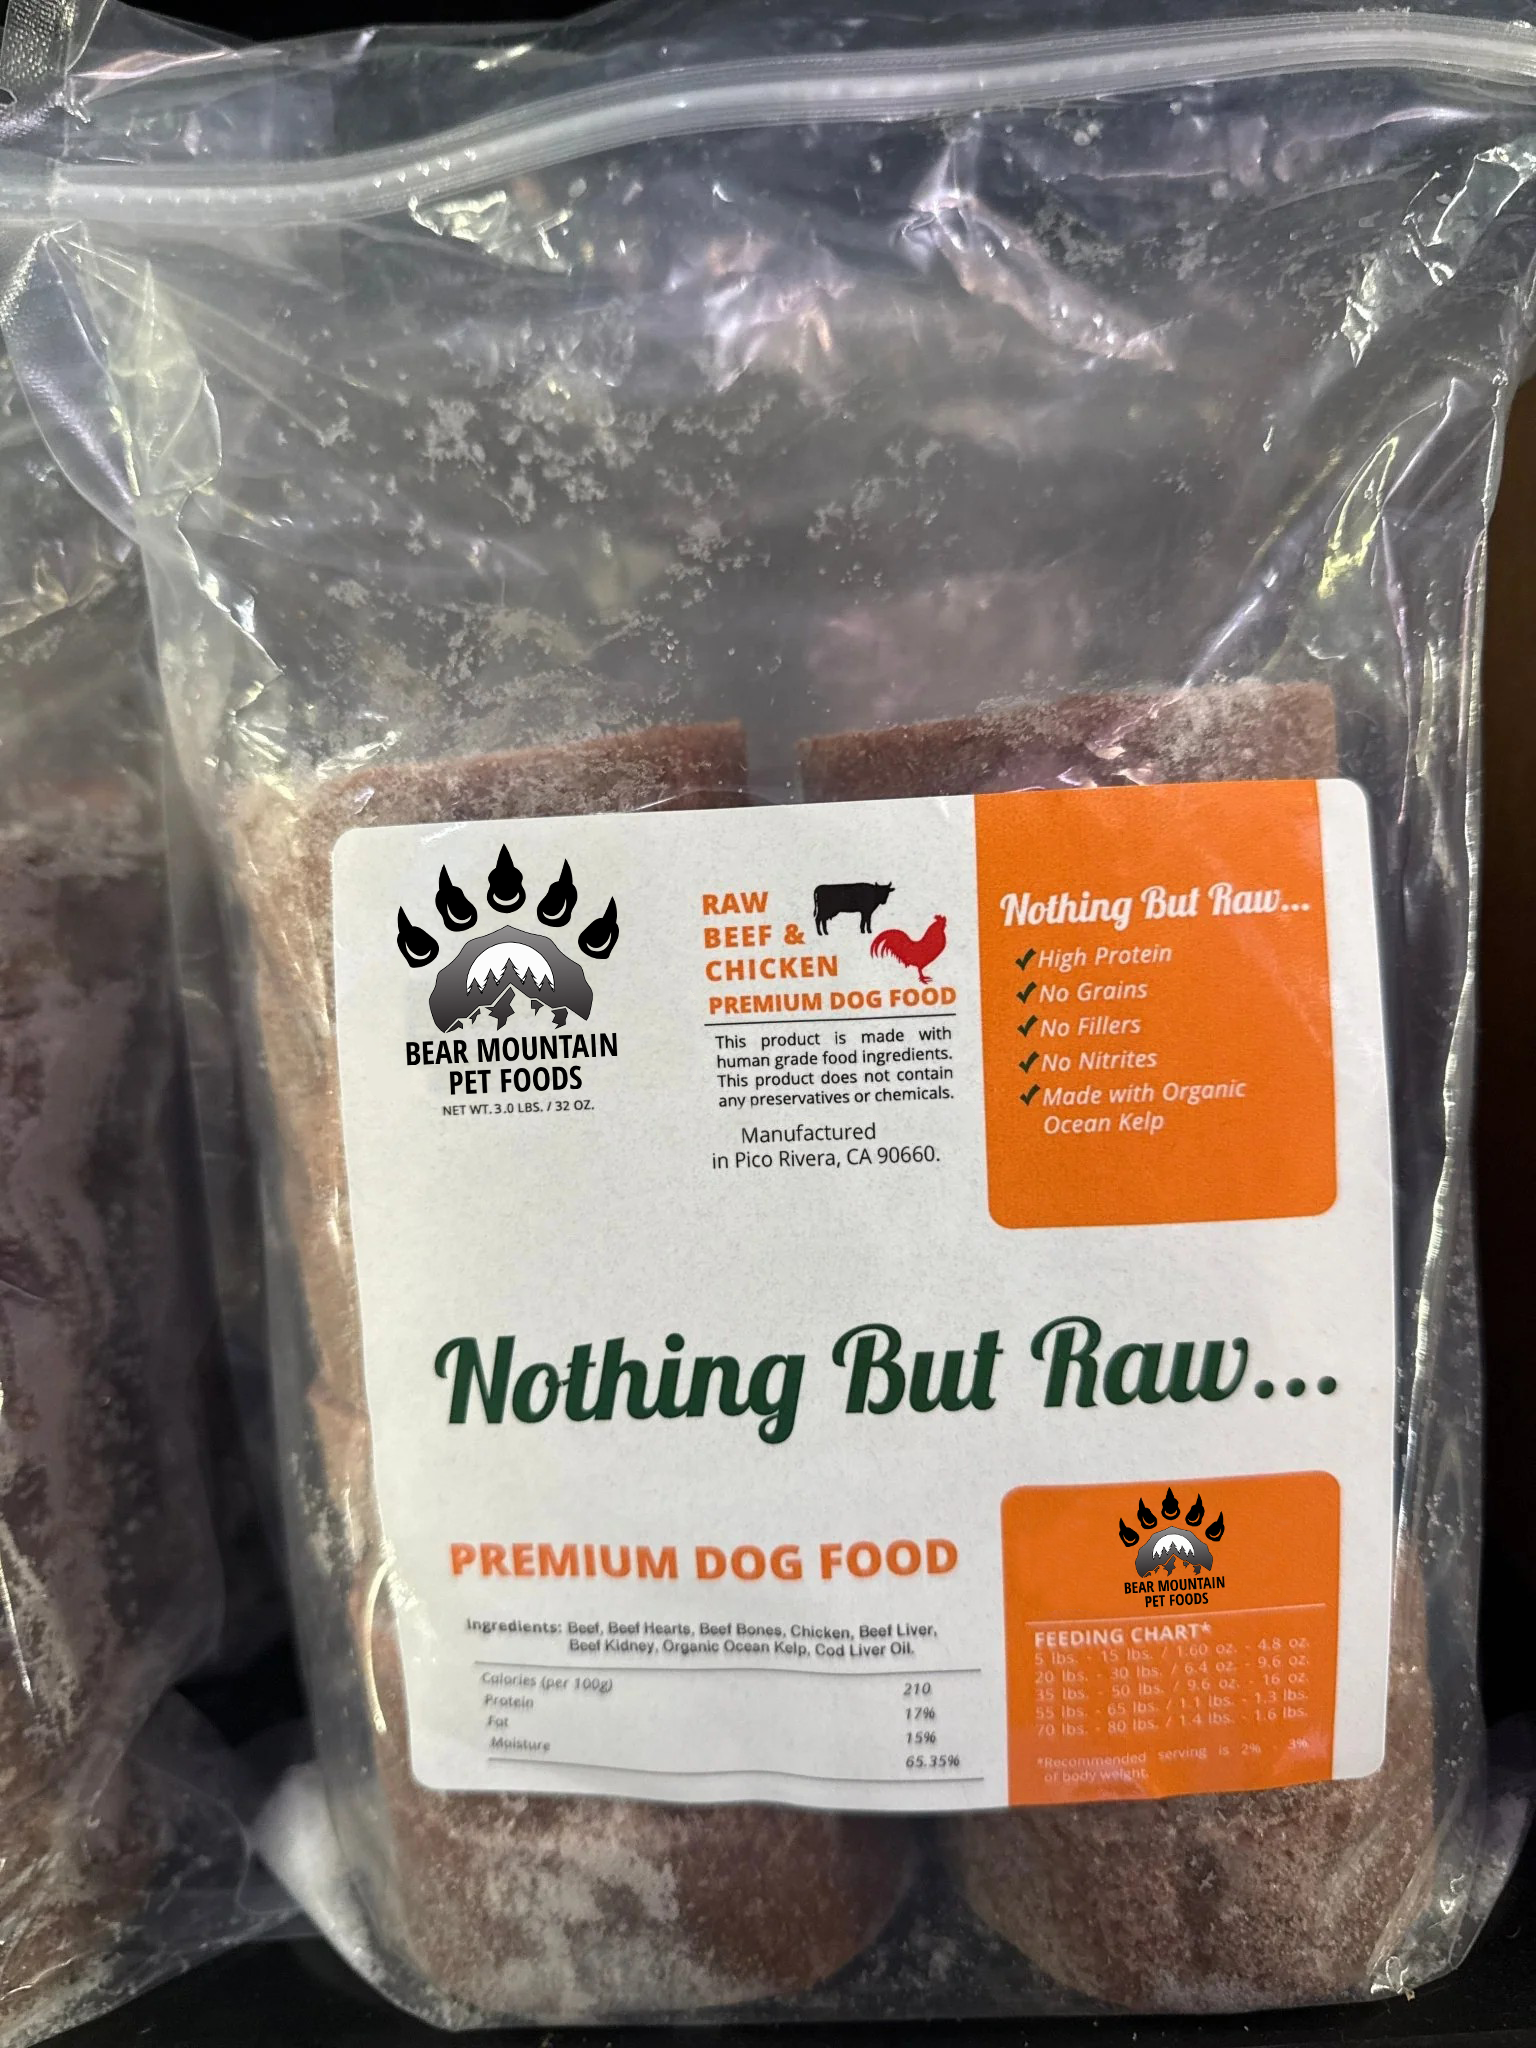 BEAR MOUNTAIN
PET FOODS
NET WT. 3.0 LBS. / 32 OZ.
RAW
BEEF &
CHICKEN
PREMIUM DOG FOOD
This product is made with
human grade food ingredients.
This product does not contain
any preservatives or chemicals.
Manufactured
in Pico Rivera, CA 90660.
Nothing But Raw...
High Protein
No Grains
No Fillers
No Nitrites
Made with Organic
Ocean Kelp
Nothing But Raw...
PREMIUM DOG FOOD
Ingredients: Beef, Beef Hearts, Beef Bones, Chicken, Beef Liver,
Beef Kidney, Organic Ocean Kelp, Cod Liver Oil.
Calories (per 100g) 210
Protein 17%
Fat 15%
Moisture 65.35%
BEAR MOUNTAIN
PET FOODS
FEEDING CHART*
5 lbs. - 15 lbs. / 1.60 oz. - 4.8 oz.
20 lbs. - 30 lbs. / 6.4 oz. - 9.6 oz.
35 lbs. - 50 lbs. / 9.6 oz. - 16 oz.
55 lbs. - 65 lbs. / 1.1 lbs. - 1.3 lbs.
70 lbs. - 80 lbs. / 1.4 lbs. - 1.6 lbs.
*Recommended serving is 2% - 3%
of body weight.